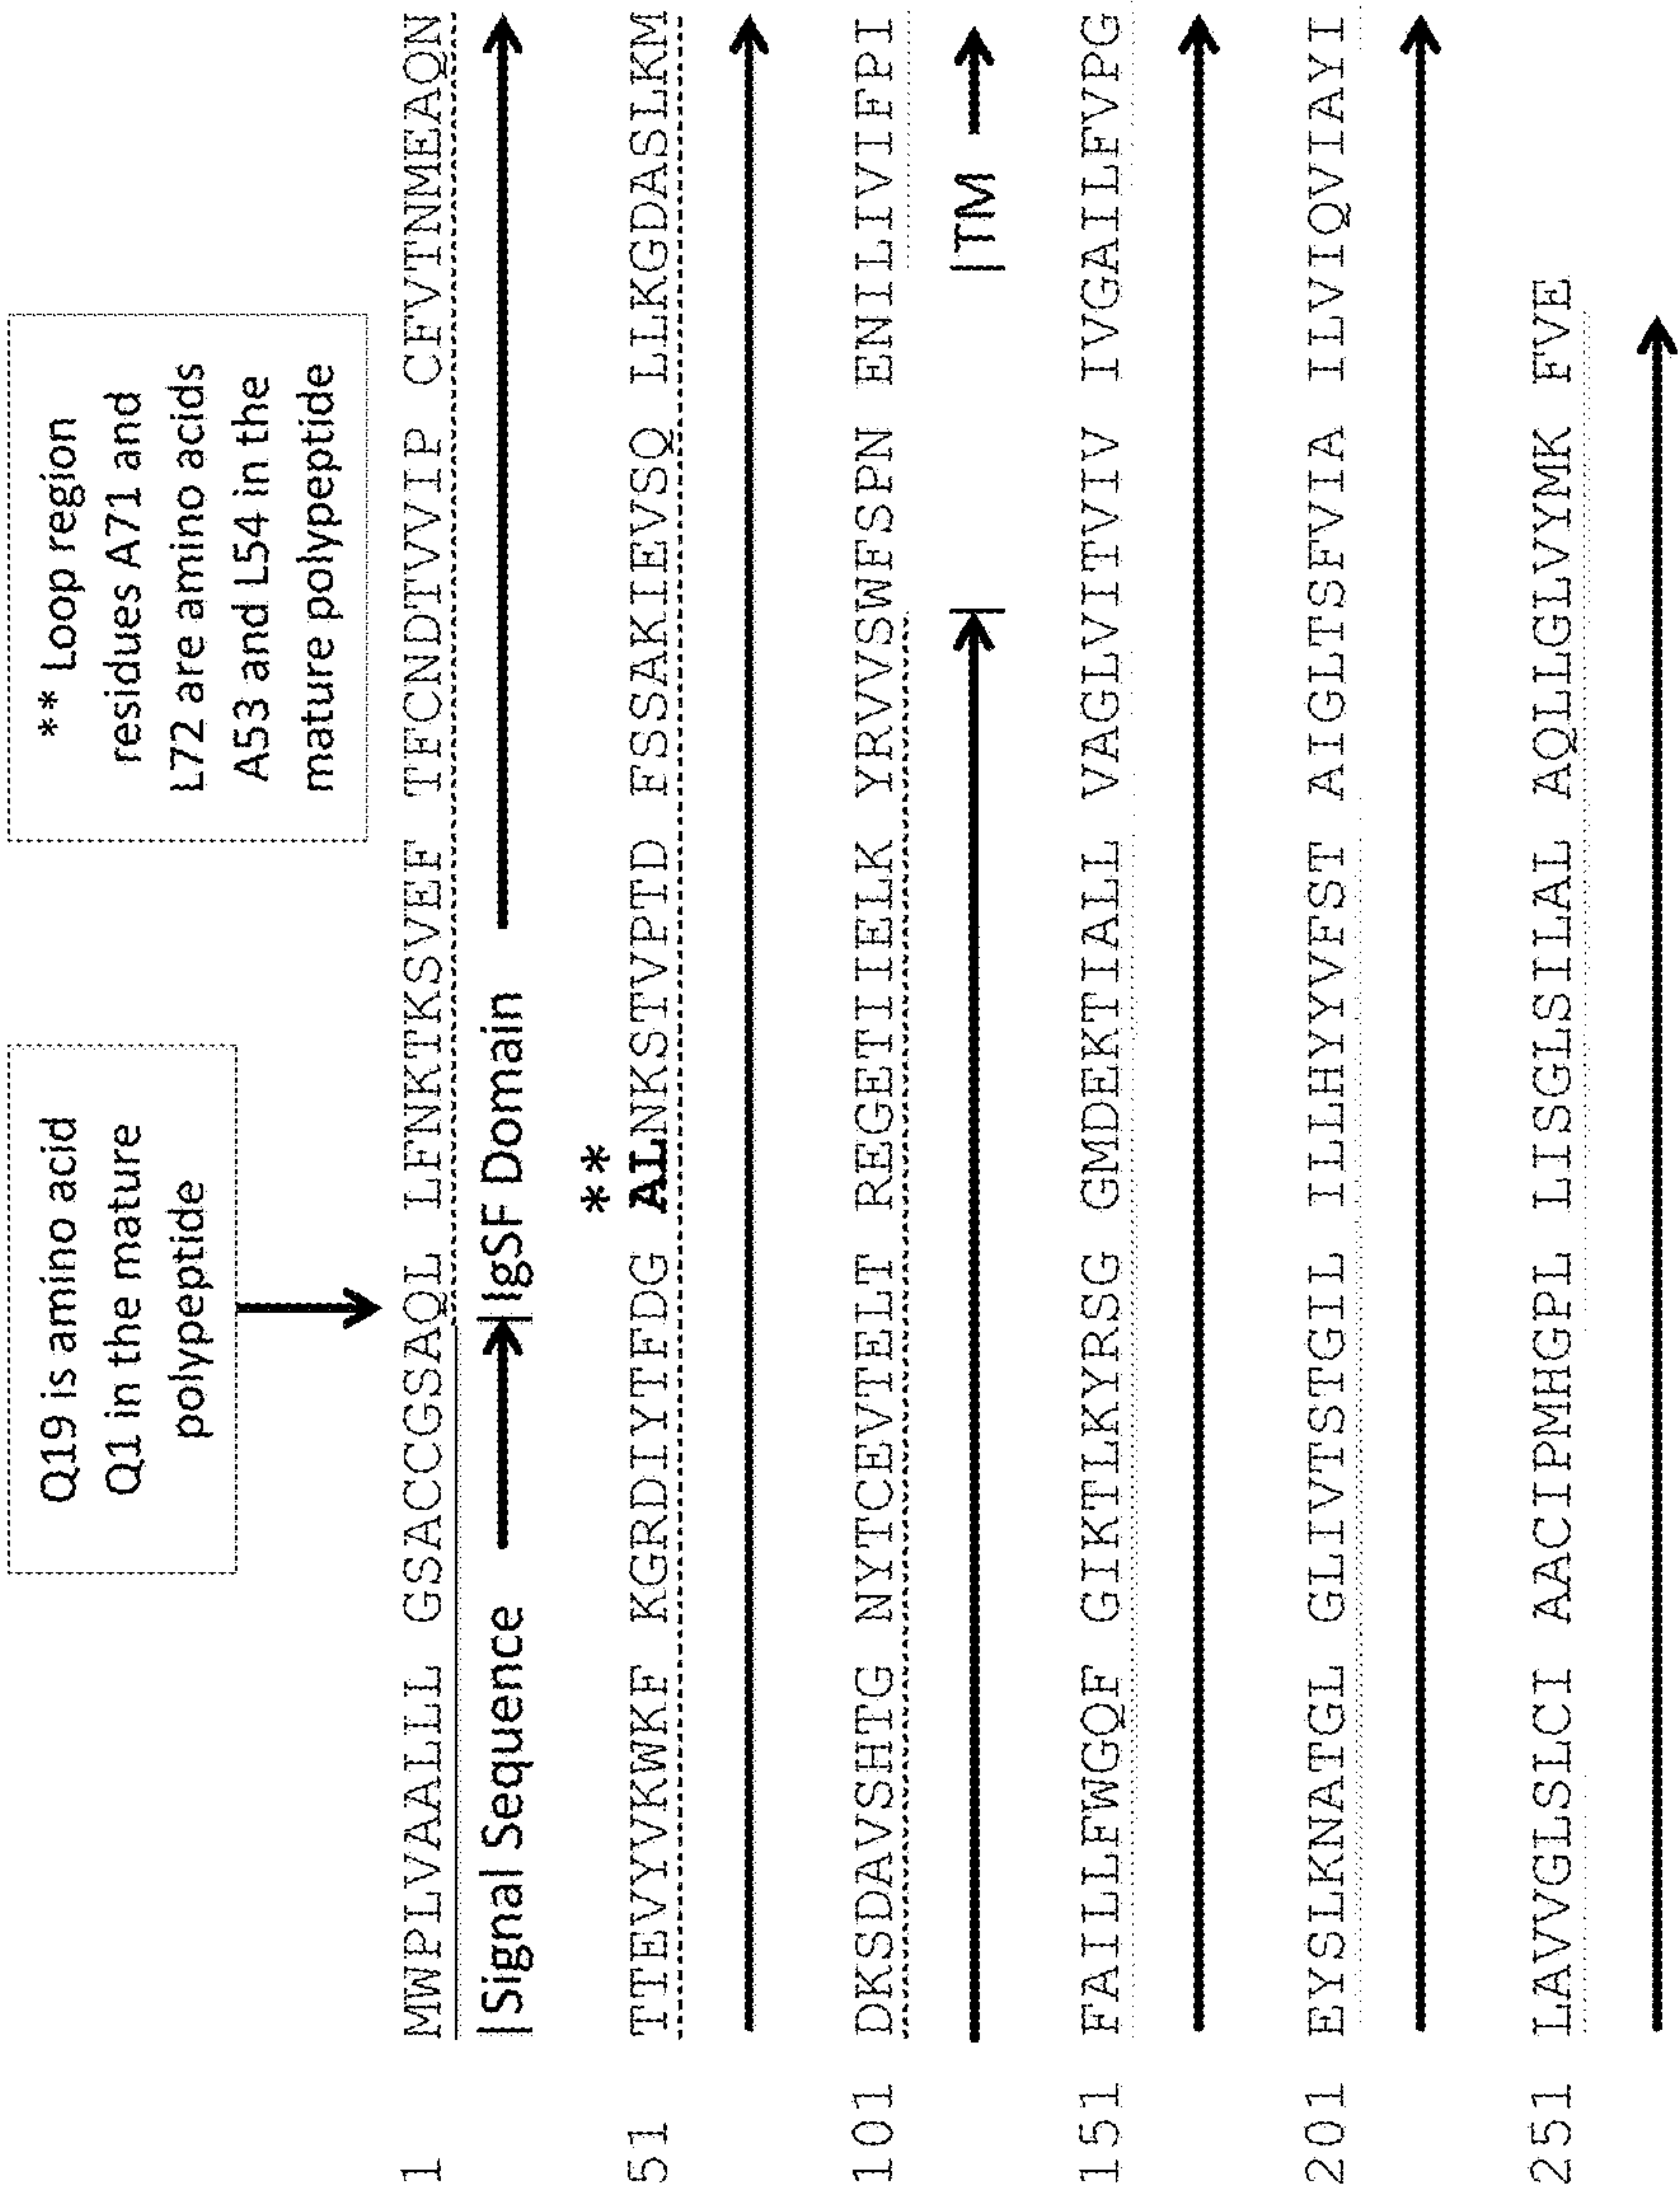 Q19 is amino acid
Q1 in the mature
polypeptide
** Loop region
residues A71 and
L72 are amino acids
A53 and L54 in the
mature polypeptide
1 MWPLVAALLL GSACCGSAQL LFNKTKSVEF TFCNDTVVIP CFVTNMEAQN
|Signal Sequence |IgSF Domain
**
51 TTEVYVKWKF KGRDIYTFDG ALNKSTVPTD FSSAKIEVSQ LLKGDASLKM
101 DKSDAVSHTG NYTCEVTELT REGETIIELK YRVVSWFSPN ENILIVIFPI
|TM
151 FAILLFWGQF GIKTLKYRSG GMDEKTIALL VAGLVITVIV IVGAILFVPG
201 EYSLKNATGL GLIVTSTGIL ILLHYYVFST AIGLTSFVIA ILVIQVIAYI
251 LAVVGLSLCI AACIPMHGPL LISGLSILAL AQLLGLVYMK FVE